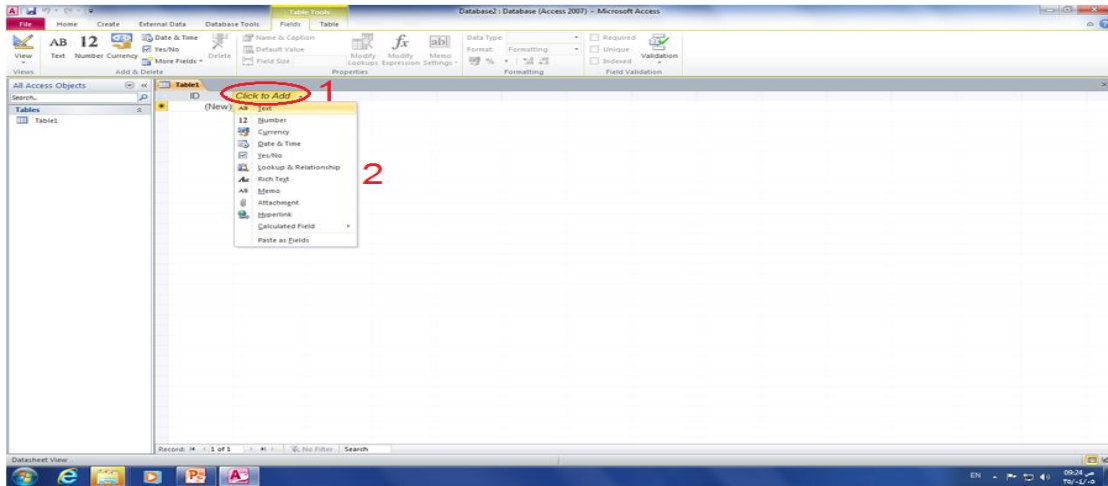 Table Tools
Database2 : Database (Access 2007) - Microsoft Access
File Home Create External Data Database Tools Fields Table
View
AB Text
12 Number
Currency
Date & Time
Yes/No
More Fields
Delete
Name & Caption
Default Value
Field Size
Modify Lookups
fx Modify Expression
ab| Memo Settings
Data Type:
Format: Formatting
% ,
Required
Unique
Indexed
Validation
Views Add & Delete Properties Formatting Field Validation
All Access Objects
Search..
Tables
Table1
Table1
ID Click to Add 1
(New)
AB Text
12 Number
Currency
Date & Time
Yes/No
Lookup & Relationship
2
Aa Rich Text
AB Memo
Attachment
Hyperlink
Calculated Field
Paste as Fields
Record: 1 of 1 No Filter Search
Datasheet View
EN
09:24 ص